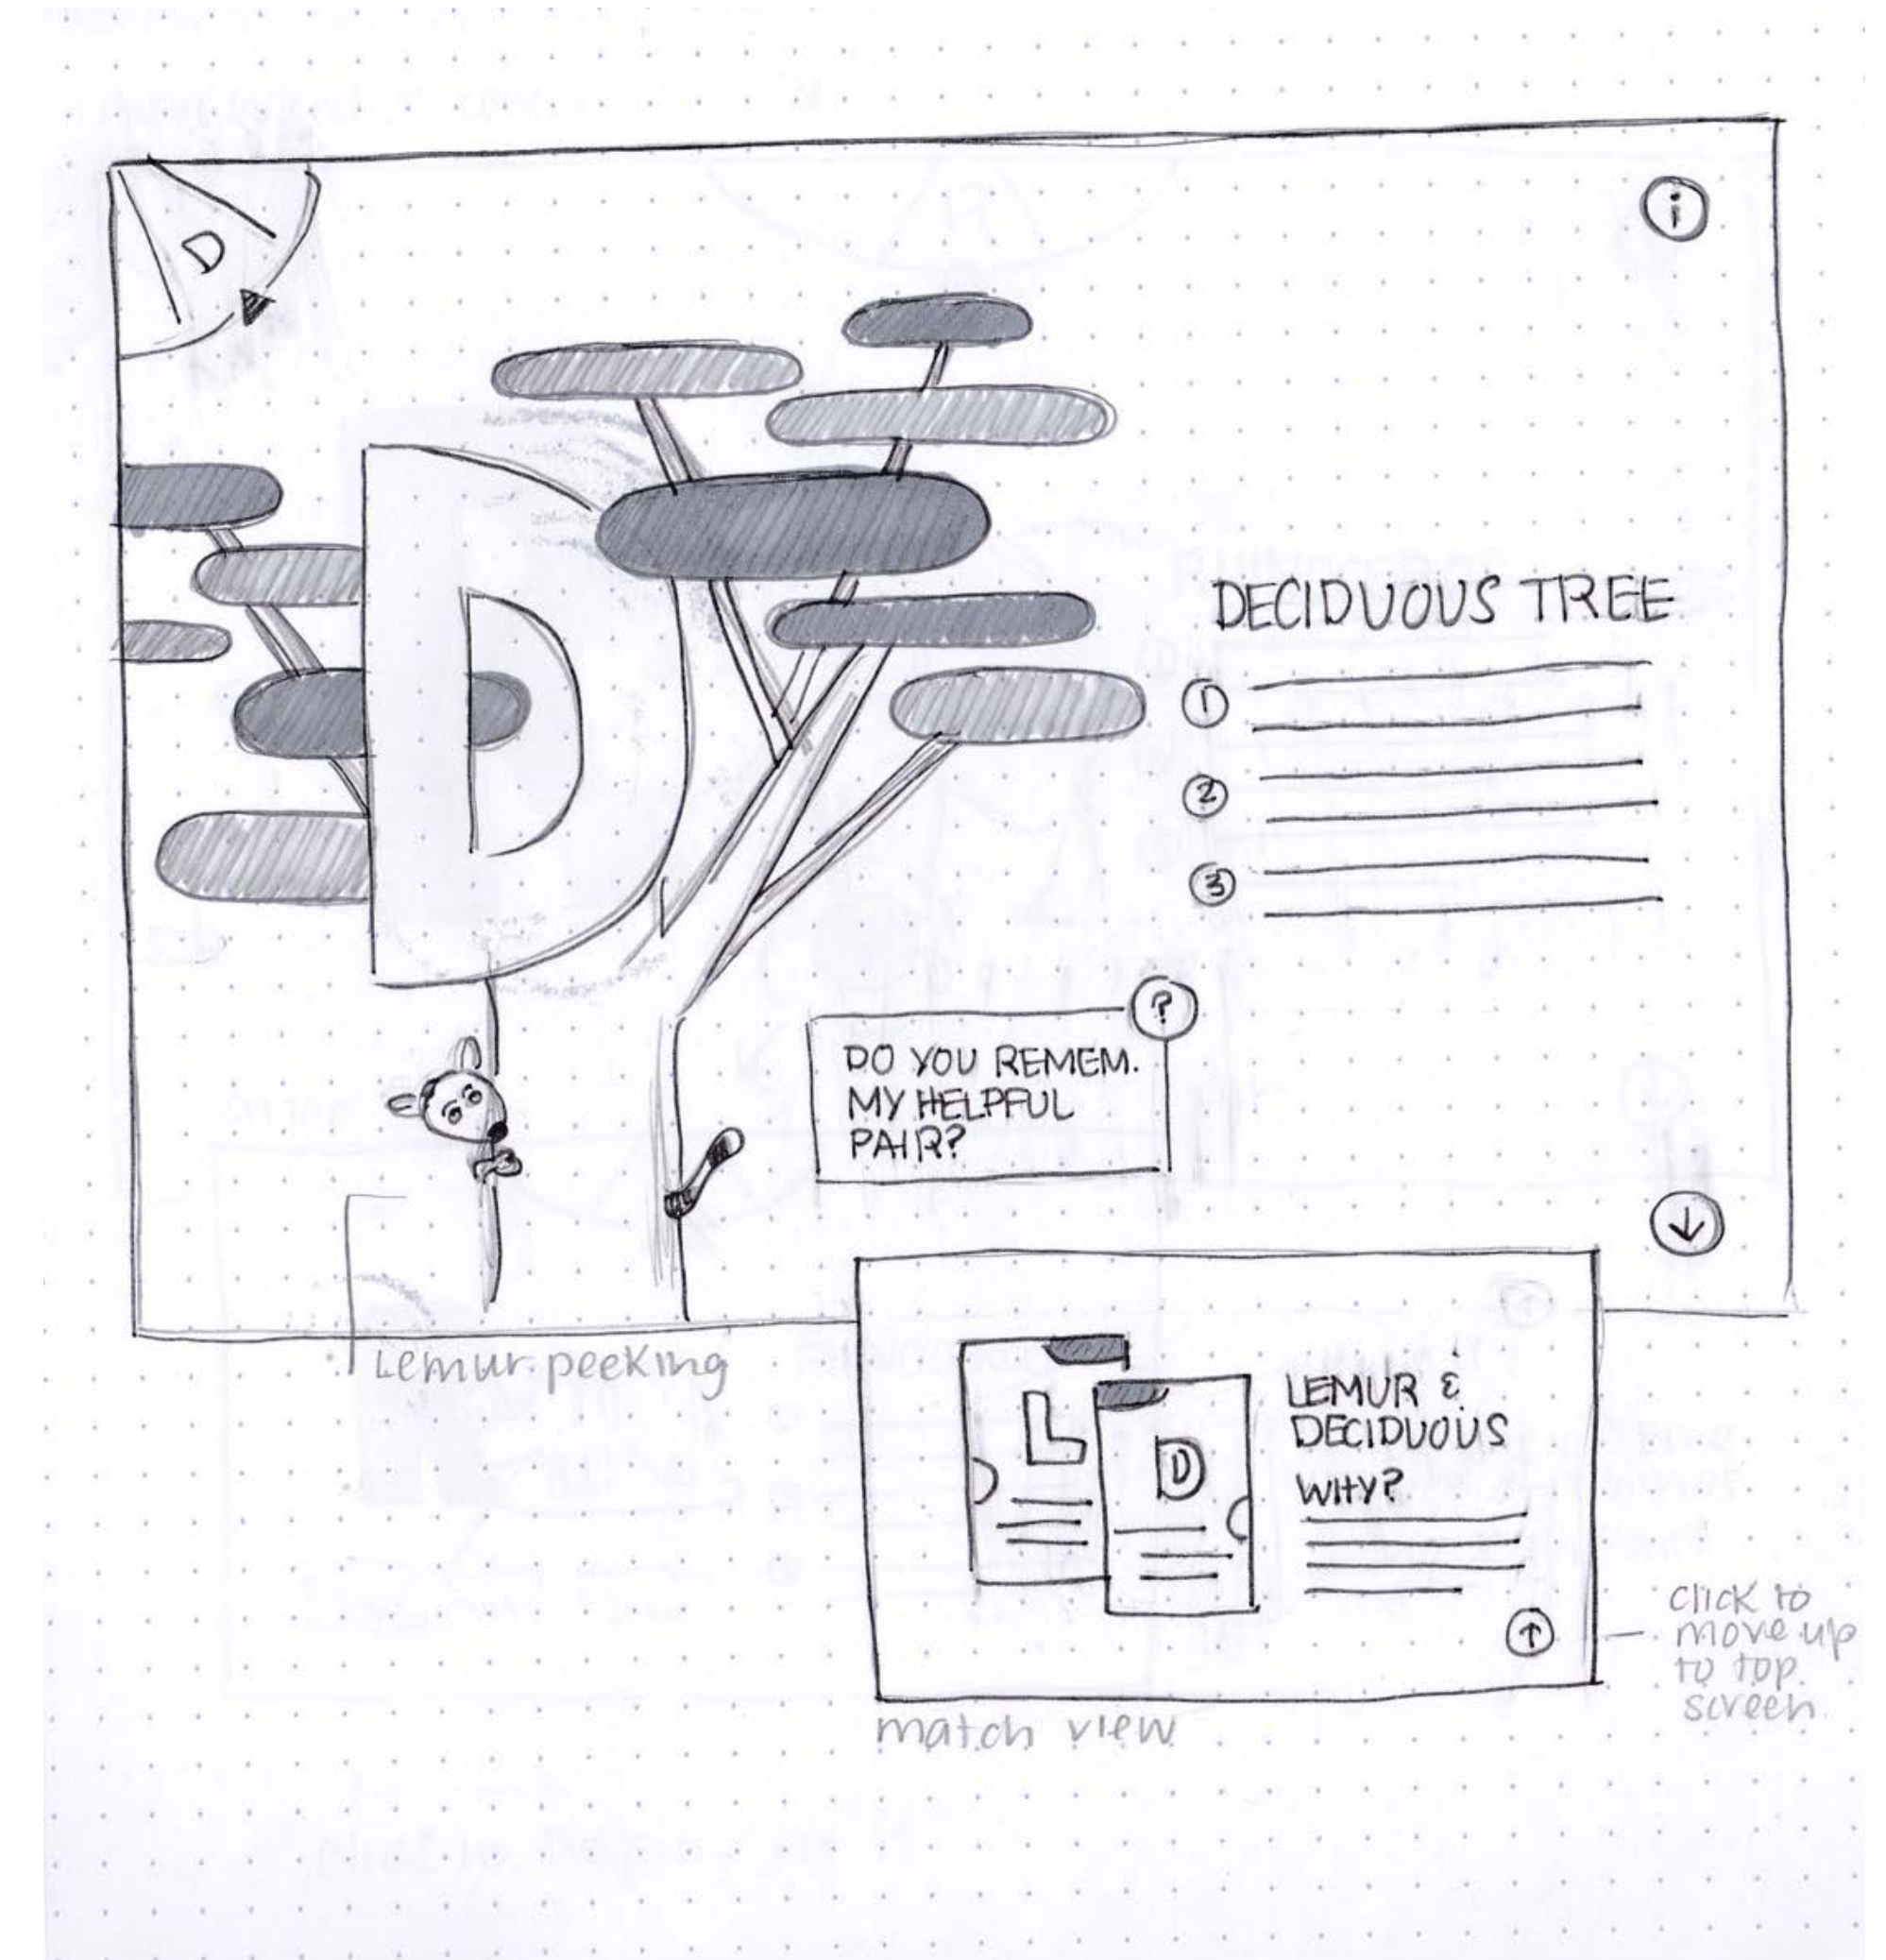 D
i
D
DECIDUOUS TREE
1
2
3
?
DO YOU REMEM.
MY HELPFUL
PAIR?
↓
Lemur peeking
L
D
LEMUR &
DECIDUOUS
WHY?
↑
click to
move up
to top
screen
match view